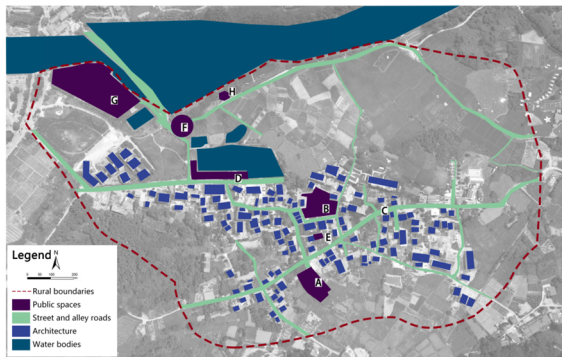 H
G
F
D
B
C
E
A
Legend
N
0 50 100 200
Rural boundaries
Public spaces
Street and alley roads
Architecture
Water bodies